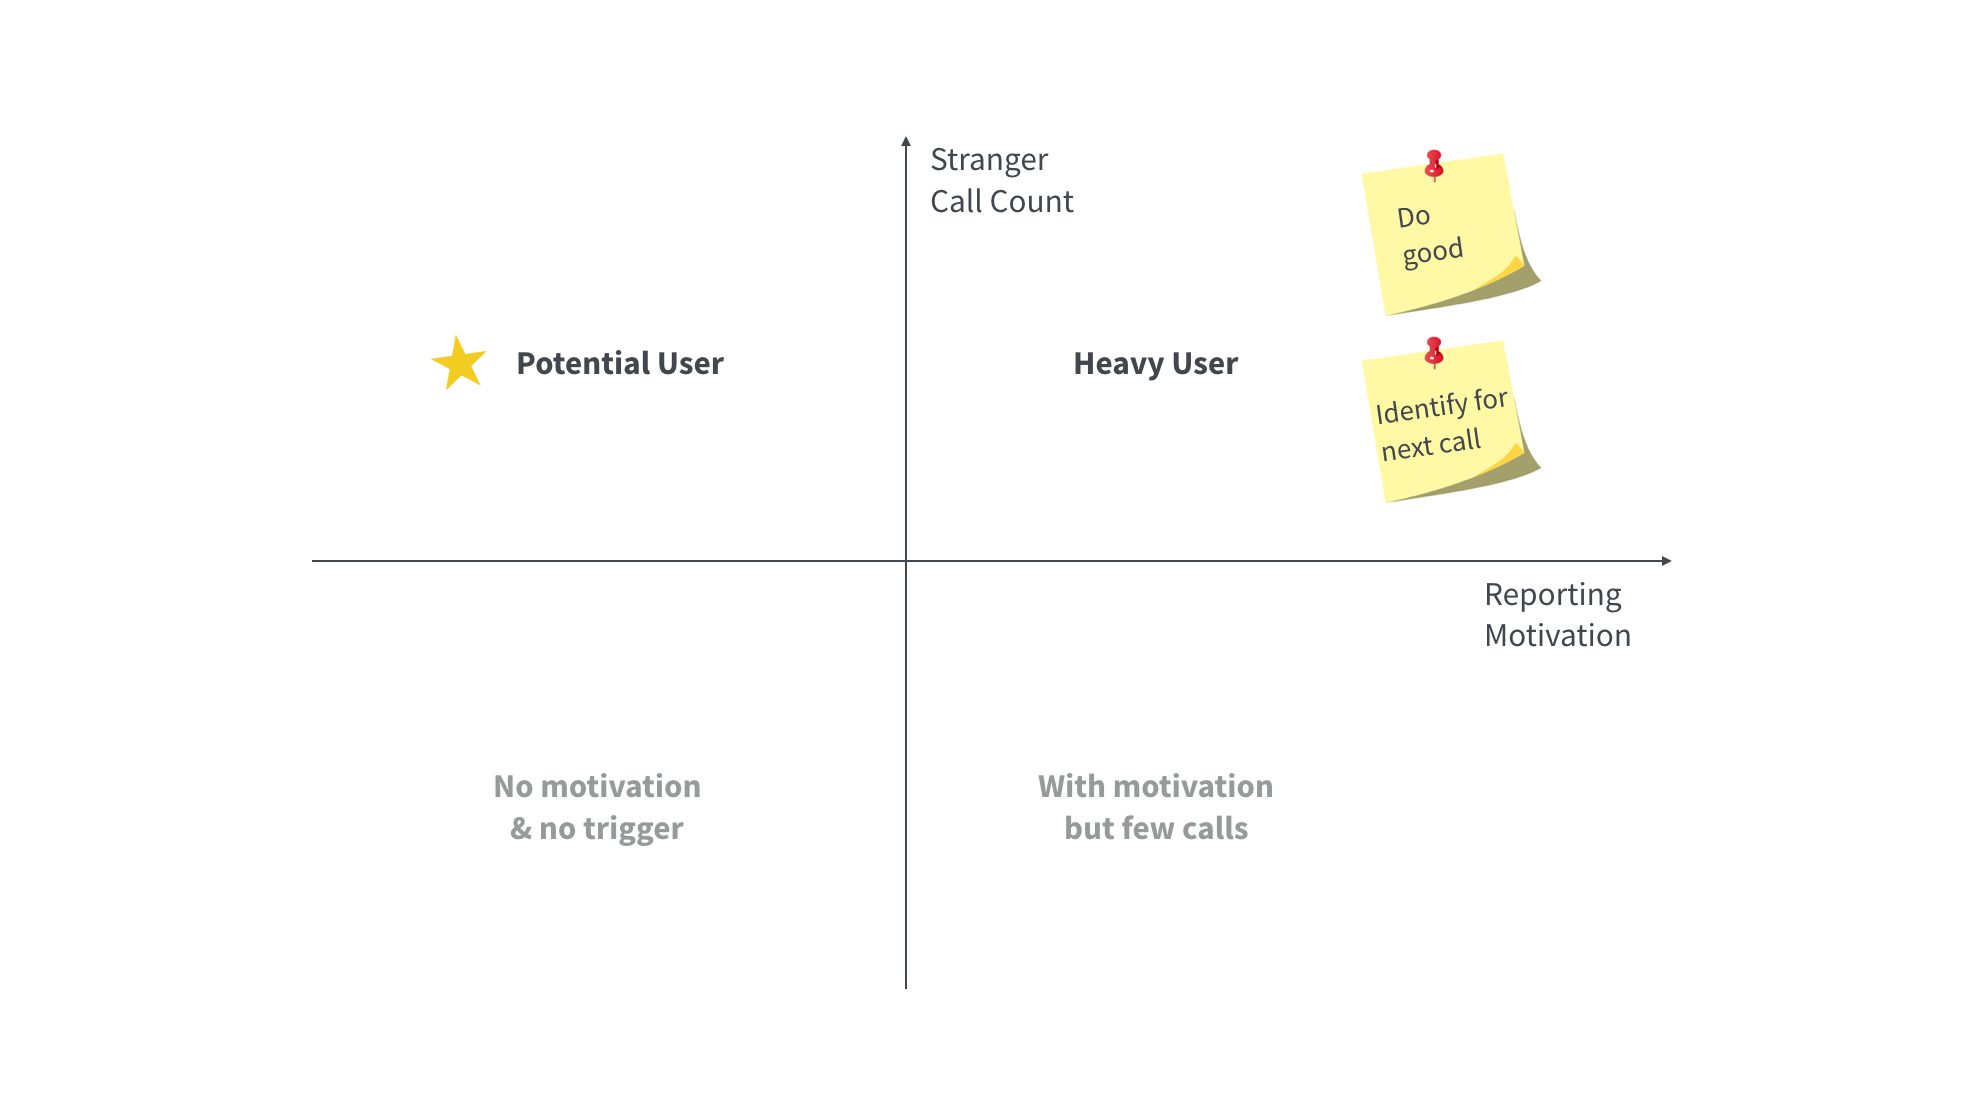 Stranger
Call Count
Do
good
Potential User
Heavy User
Identify for
next call
Reporting
Motivation
No motivation
& no trigger
With motivation
but few calls